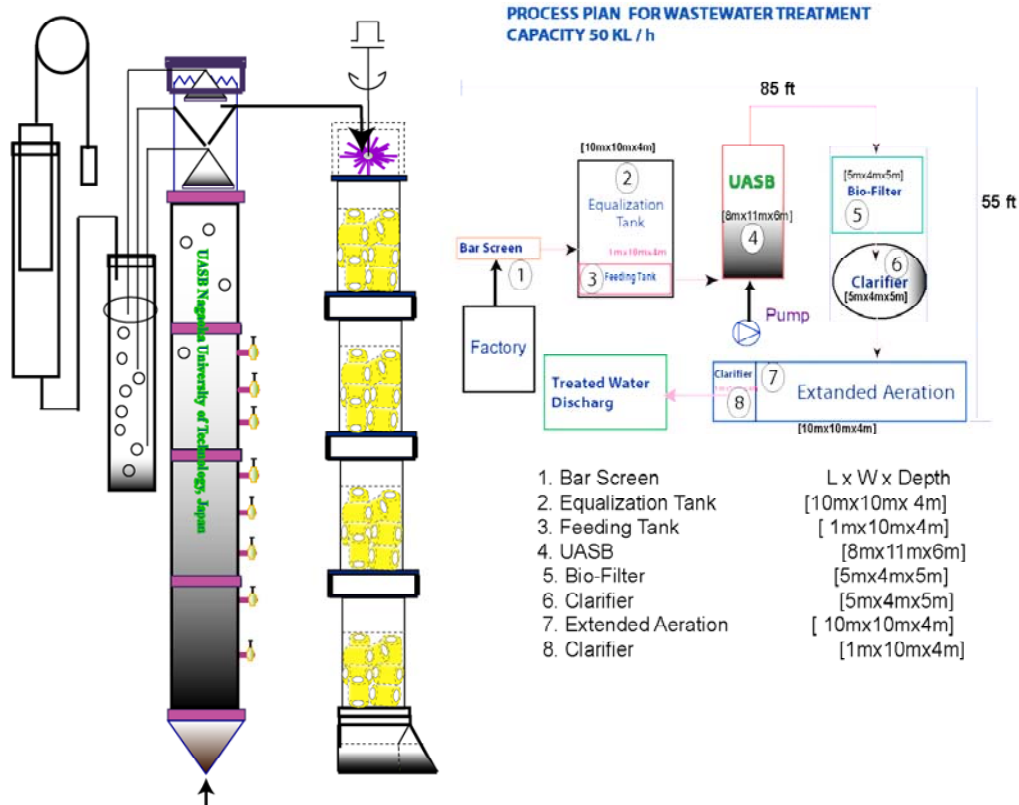 PROCESS PlAN FOR WASTEWATER TREATMENT
CAPACITY 50 KL / h
85 ft
55 ft
[10mx10mx4m]
2
Equalization
Tank
1mx10mx4m
3
Feeding Tank
Bar Screen
1
Factory
UASB
[8mx11mx6m]
4
Pump
[5mx4mx5m]
Bio-Filter
5
6
Clarifier
[5mx4mx5m]
Clarifier
7
8
Extanded Aeration
[10mx10mx4m]
Treated Water
Discharg
UASB Nagaoka University of Technology, Japan
L x W x Depth
1. Bar Screen
2. Equalization Tank [10mx10mx 4m]
3. Feeding Tank [ 1mx10mx4m]
4. UASB [8mx11mx6m]
5. Bio-Filter [5mx4mx5m]
6. Clarifier [5mx4mx5m]
7. Extended Aeration [ 10mx10mx4m]
8. Clarifier [1mx10mx4m]